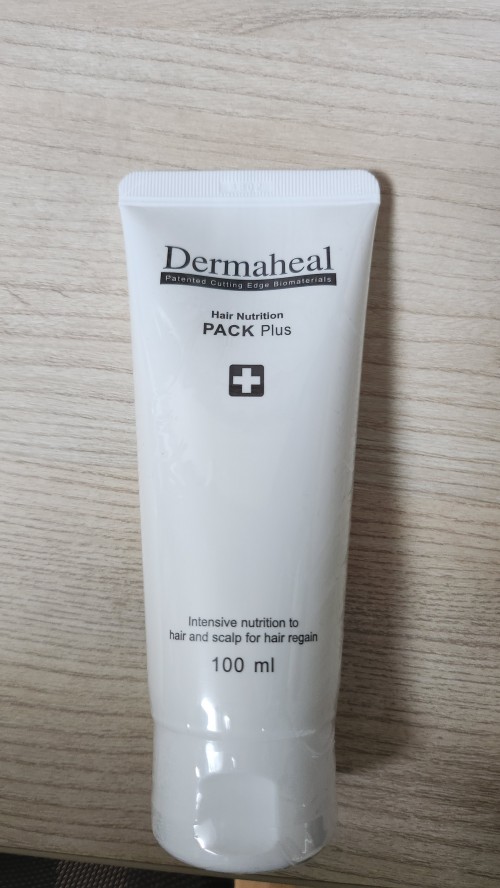 Dermaheal
Patented Cutting Edge Biomaterials
Hair Nutrition
PACK Plus
Intensive nutrition to
hair and scalp for hair regain
100 ml